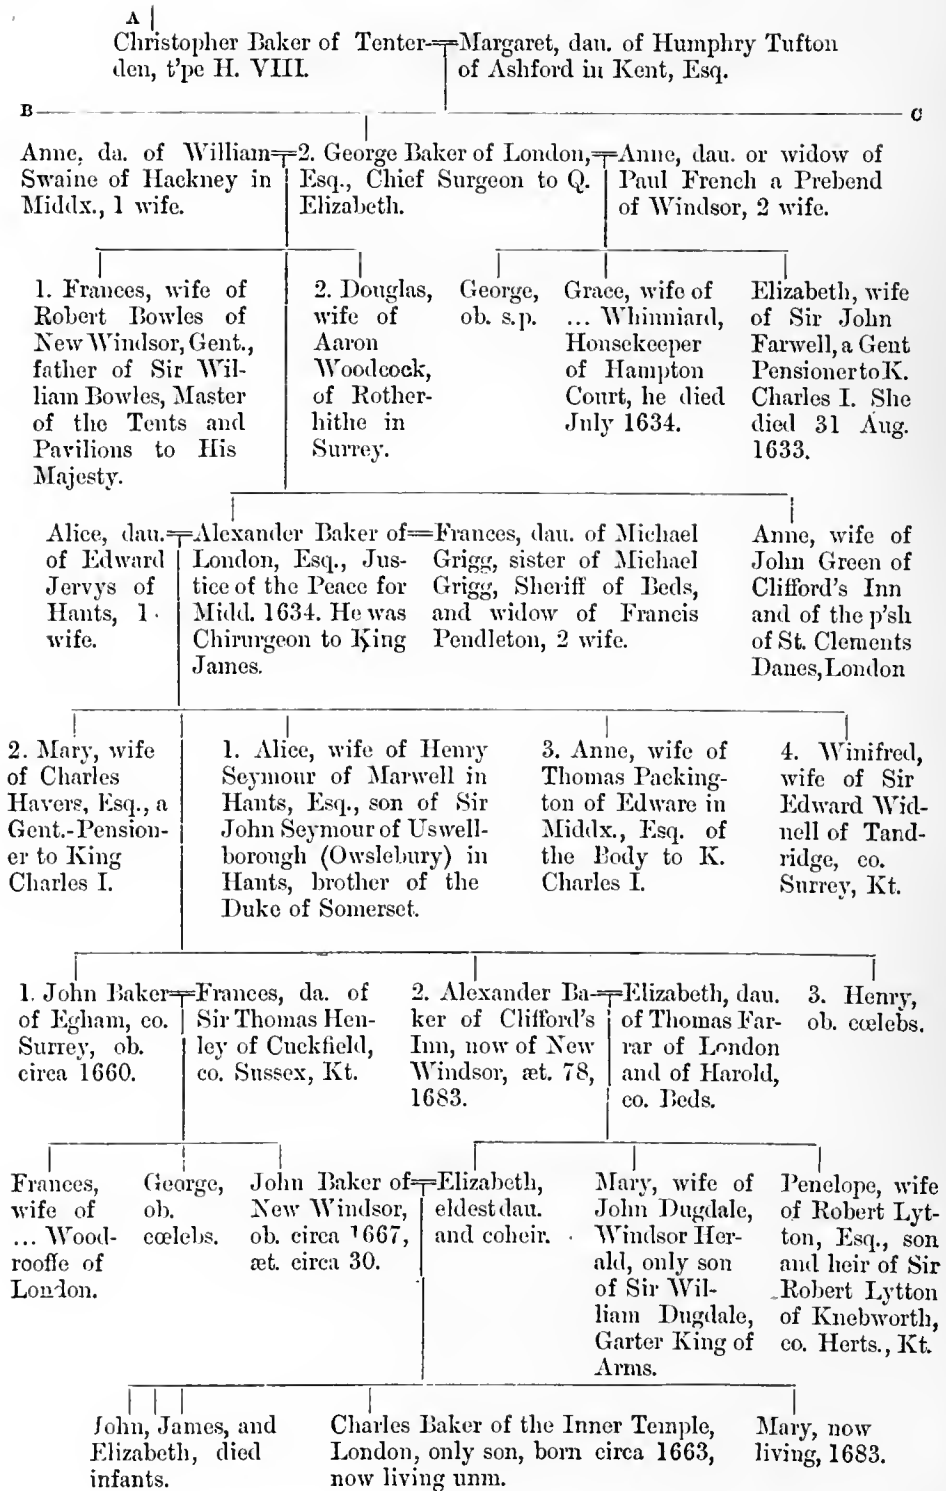 A
Christopher Baker of Tenter-
den, t'pe H. VIII.
Margaret, dau. of Humphry Tufton
of Ashford in Kent, Esq.
B
C
Anne, da. of William
Swaine of Hackney in
Middx., 1 wife.
2. George Baker of London,
Esq., Chief Surgeon to Q.
Elizabeth.
Anne, dau. or widow of
Paul French a Prebend
of Windsor, 2 wife.
1. Frances, wife of
Robert Bowles of
New Windsor, Gent.,
father of Sir Wil-
liam Bowles, Master
of the Tents and
Pavilions to His
Majesty.
2. Douglas,
wife of
Aaron
Woodcock,
of Rother-
hithe in
Surrey.
George,
ob. s.p.
Grace, wife of
... Whinniard,
Housekeeper
of Hampton
Court, he died
July 1634.
Elizabeth, wife
of Sir John
Farwell, a Gent
Pensioner to K.
Charles I. She
died 31 Aug.
1633.
Alice, dau.
of Edward
Jervys of
Hants, 1
wife.
Alexander Baker of
London, Esq., Jus-
tice of the Peace for
Midd. 1634. He was
Chirurgeon to King
James.
Frances, dau. of Michael
Grigg, sister of Michael
Grigg, Sheriff of Beds,
and widow of Francis
Pendleton, 2 wife.
Anne, wife of
John Green of
Clifford's Inn
and of the p'sh
of St. Clements
Danes, London
2. Mary, wife
of Charles
Havers, Esq., a
Gent.-Pension-
er to King
Charles I.
1. Alice, wife of Henry
Seymour of Marwell in
Hants, Esq., son of Sir
John Seymour of Uswell-
borough (Owslebury) in
Hants, brother of the
Duke of Somerset.
3. Anne, wife of
Thomas Packing-
ton of Edware in
Middx., Esq. of
the Body to K.
Charles I.
4. Winifred,
wife of Sir
Edward Wid-
nell of Tand-
ridge, co.
Surrey, Kt.
1. John Baker
of Egham, co.
Surrey, ob.
circa 1660.
Frances, da. of
Sir Thomas Hen-
ley of Cuckfield,
co. Sussex, Kt.
2. Alexander Ba-
ker of Clifford's
Inn, now of New
Windsor, æt. 78,
1683.
Elizabeth, dau.
of Thomas Far-
rar of London
and of Harold,
co. Beds.
3. Henry,
ob. cœlebs.
Frances,
wife of
... Wood-
rooffe of
London.
George,
ob.
cœlebs.
John Baker of
New Windsor,
ob. circa 1667,
æt. circa 30.
Elizabeth,
eldest dau.
and coheir.
Mary, wife of
John Dugdale,
Windsor Her-
ald, only son
of Sir Wil-
liam Dugdale,
Garter King of
Arms.
Penelope, wife
of Robert Lyt-
ton, Esq., son
and heir of Sir
Robert Lytton
of Knebworth,
co. Herts., Kt.
John, James, and
Elizabeth, died
infants.
Charles Baker of the Inner Temple,
London, only son, born circa 1663,
now living unm.
Mary, now
living, 1683.